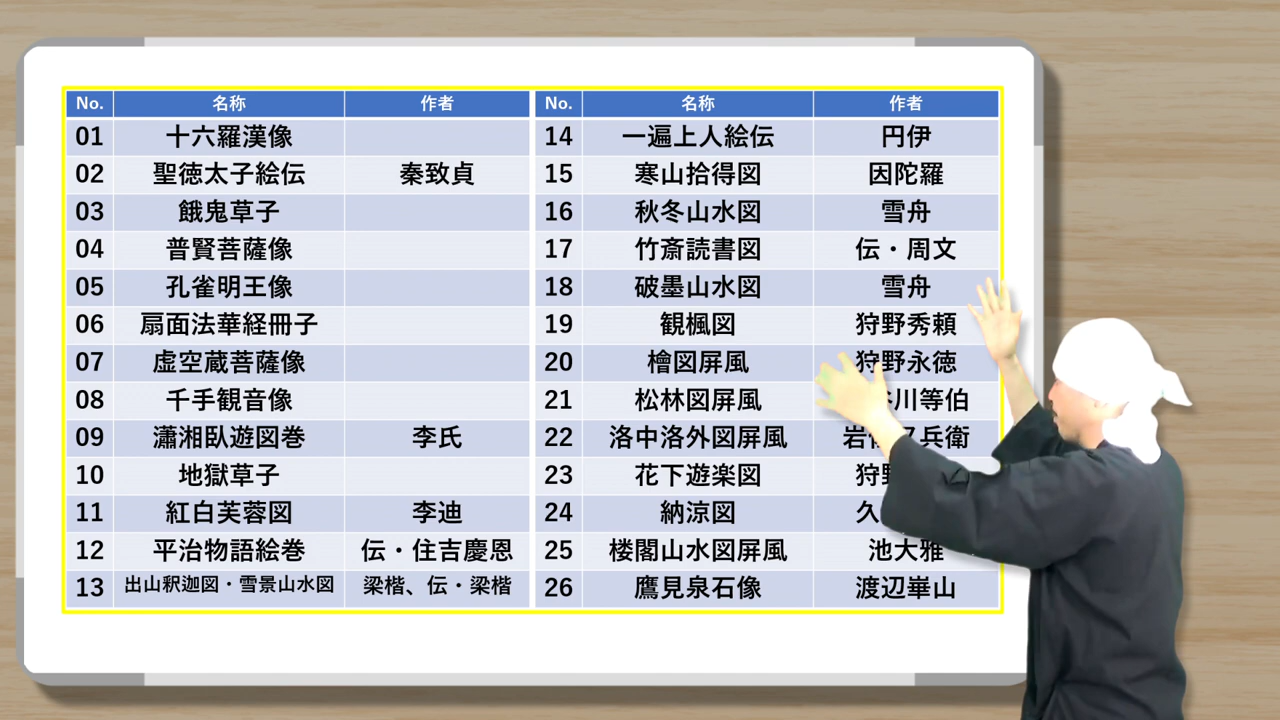 No. 名称 作者
01 十六羅漢像
02 聖徳太子絵伝 秦致貞
03 餓鬼草子
04 普賢菩薩像
05 孔雀明王像
06 扇面法華経冊子
07 虚空蔵菩薩像
08 千手観音像
09 瀟湘臥遊図巻 李氏
10 地獄草子
11 紅白芙蓉図 李迪
12 平治物語絵巻 伝・住吉慶恩
13 出山釈迦図・雪景山水図 梁楷、伝・梁楷
No. 名称 作者
14 一遍上人絵伝 円伊
15 寒山拾得図 因陀羅
16 秋冬山水図 雪舟
17 竹斎読書図 伝・周文
18 破墨山水図 雪舟
19 観楓図 狩野秀頼
20 檜図屏風 狩野永徳
21 松林図屏風 川等伯
22 洛中洛外図屏風 岩 兵衛
23 花下遊楽図 狩
24 納涼図 久
25 楼閣山水図屏風 池大雅
26 鷹見泉石像 渡辺崋山